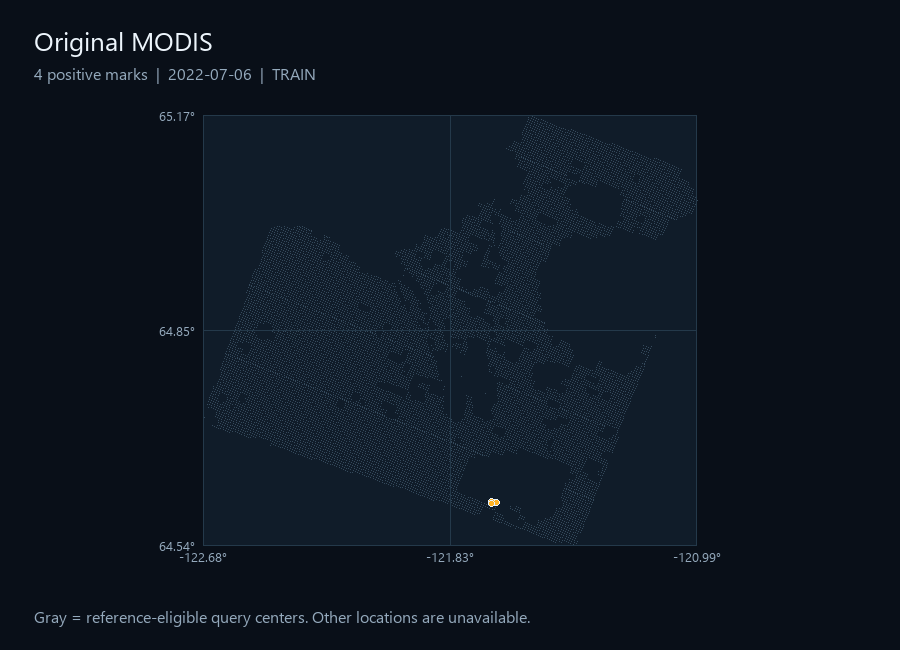 Original MODIS
4 positive marks | 2022-07-06 | TRAIN
65.17°
64.85°
64.54°
-122.68°
-121.83°
-120.99°
Gray = reference-eligible query centers. Other locations are unavailable.